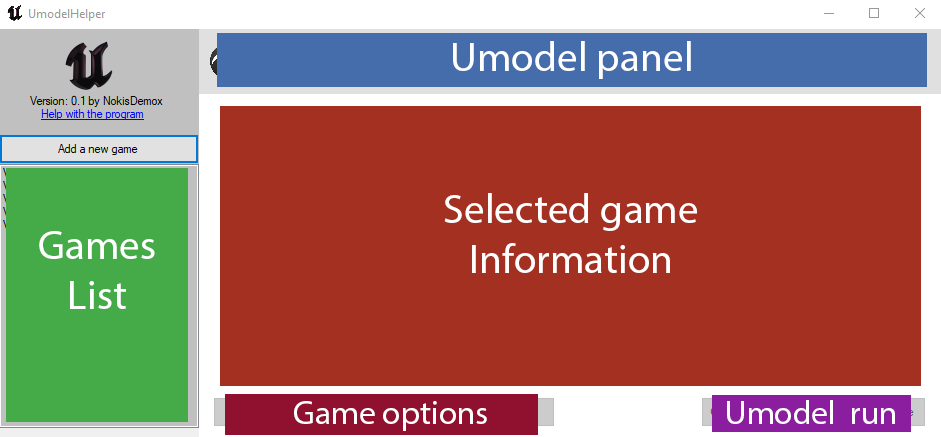 UmodelHelper
Umodel panel
Version: 0.1 by NokisDemox
Help with the program
Add a new game
Games
List
Selected game
Information
Game options
Umodel run